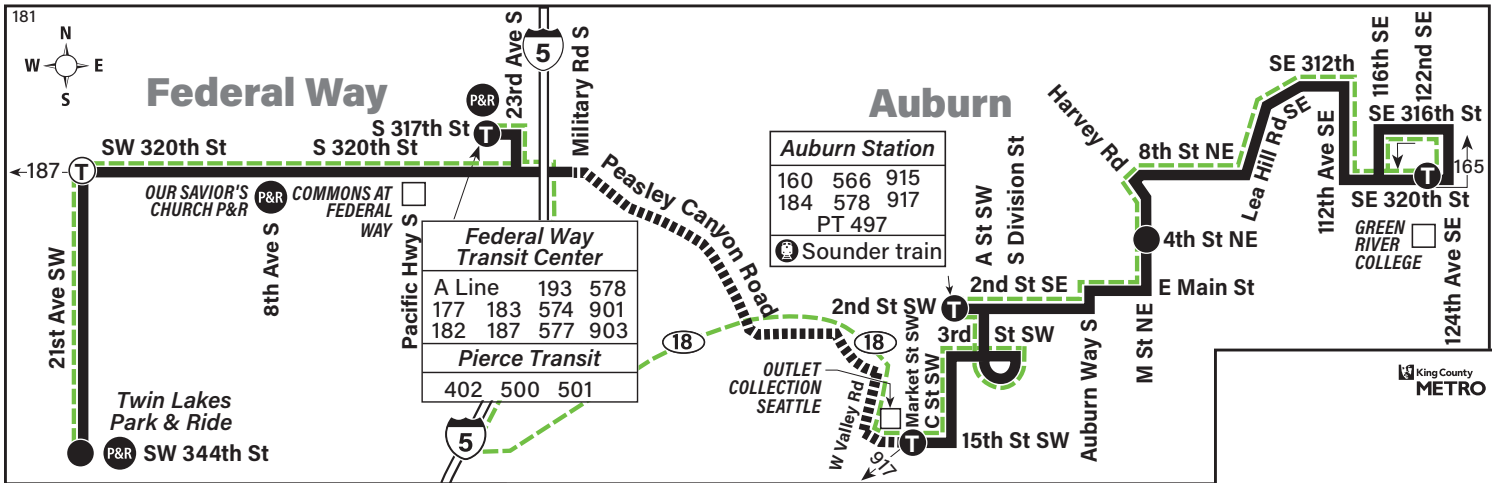 181
N
W
E
S
Federal Way
P&R
23rd Ave S
5
Military Rd S
S 317th St
T
SW 320th St
S 320th St
187
T
OUR SAVIOR'S
CHURCH P&R
P&R
COMMONS AT
FEDERAL
WAY
21st Ave SW
8th Ave S
Pacific Hwy S
Federal Way
Transit Center
A Line 193 578
177 183 574 901
182 187 577 903
Pierce Transit
402 500 501
5
Twin Lakes
Park & Ride
P&R
SW 344th St
Peasley Canyon Road
18
18
Auburn
Auburn Station
160 566 915
184 578 917
PT 497
Sounder train
A St SW
S Division St
2nd St SW
T
2nd St SE
3rd St SW
OUTLET
COLLECTION
SEATTLE
W Valley Rd
Market St SW
C St SW
T
15th St SW
917
Auburn Way S
M St NE
E Main St
4th St NE
Harvey Rd
8th St NE
Lea Hill Rd SE
SE 312th
112th Ave SE
116th SE
122nd SE
SE 316th St
T
165
SE 320th St
GREEN
RIVER
COLLEGE
124th Ave SE
King County
METRO